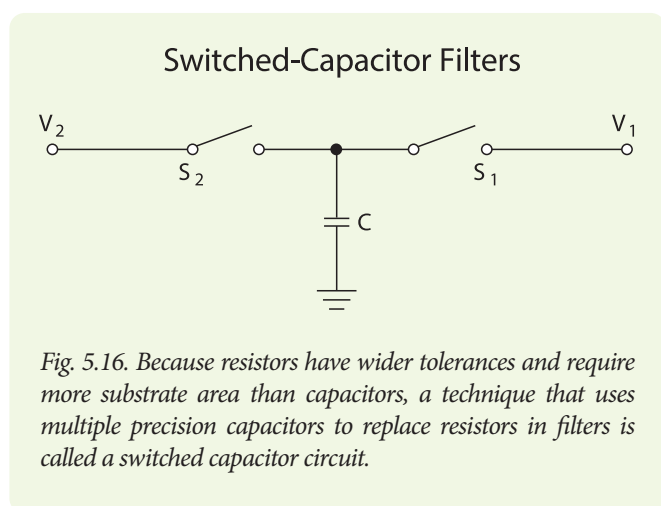 Switched-Capacitor Filters
V2
V1
S2
S1
C
Fig. 5.16. Because resistors have wider tolerances and require
more substrate area than capacitors, a technique that uses
multiple precision capacitors to replace resistors in filters is
called a switched capacitor circuit.